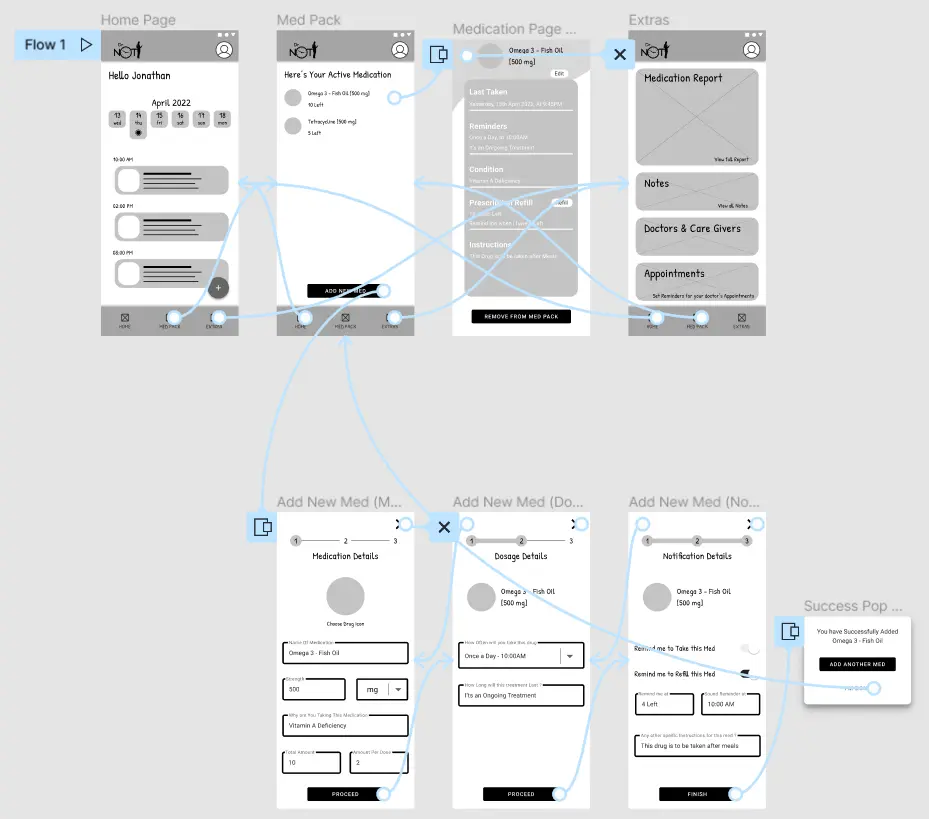 Flow 1
Home Page
Dr
NOTI
Hello Jonathan
April 2022
13 14 15 16 17 18
wed thu fri sat sun mon
10:00 AM
02:00 PM
08:00 PM
+
HOME MED PACK EXTRAS
Med Pack
Dr
NOTI
Here's Your Active Medication
Omega 3 - Fish Oil (500 mg)
10 Left
Tetracycline (500 mg)
5 Left
ADD NEW MED
HOME MED PACK EXTRAS
Medication Page ...
Omega 3 - Fish Oil
(500 mg)
Edit
Last Taken
Reminders
Once a Day, at 10:00AM
It's an Ongoing Treatment
Condition
Vitamin A Deficiency
Prescription Refill
Refill
Instructions
This drug is to be taken after Meals
REMOVE FROM MED PACK
Extras
NOTI
Medication Report
View Full Report
Notes
View all Notes
Doctors & Care Givers
Appointments
Set Reminders for your doctor's Appointments
HOME MED PACK EXTRAS
Add New Med (M...
1 2 3
Medication Details
Choose Drug Icon
Name Of Medication
Omega 3 - Fish Oil
Strength
500
mg
Why are You Taking This Medication
Vitamin A Deficiency
Total Amount
10
Amount Per Dose
2
PROCEED
Add New Med (Do...
1 2 3
Dosage Details
Omega 3 - Fish Oil
(500 mg)
How Often will you take this drug
Once a Day - 10:00AM
How Long will this treatment Last ?
It's an Ongoing Treatment
PROCEED
Add New Med (No...
1 2 3
Notification Details
Omega 3 - Fish Oil
(500 mg)
Remind me to Take this Med
Remind me to Refill this Med
Remind me at
4 Left
Sound Reminder at
10:00 AM
Any other speific Instructions for this med ?
This drug is to be taken after meals
FINISH
Success Pop ...
You have Successfully Added
Omega 3 - Fish Oil
ADD ANOTHER MED